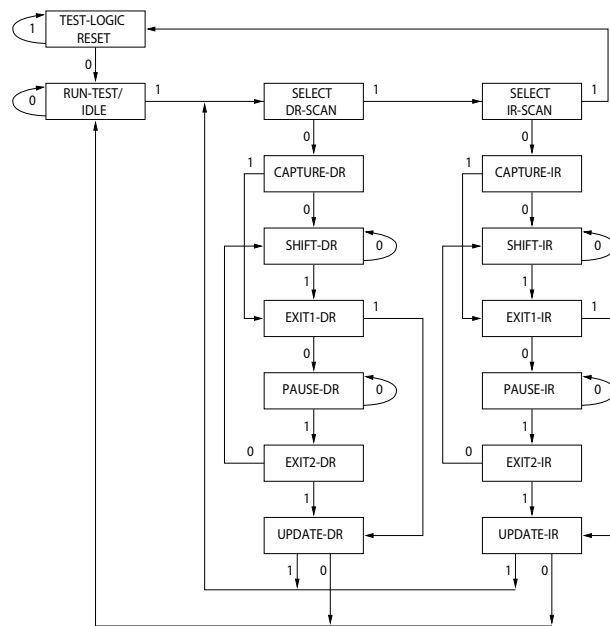 TEST-LOGIC
RESET
1
0
RUN-TEST/
IDLE
0
1
SELECT
DR-SCAN
1
SELECT
IR-SCAN
1
0
0
1
CAPTURE-DR
1
CAPTURE-IR
0
0
SHIFT-DR
0
SHIFT-IR
0
1
1
EXIT1-DR
1
EXIT1-IR
1
0
0
PAUSE-DR
0
PAUSE-IR
0
1
1
0
EXIT2-DR
0
EXIT2-IR
1
1
UPDATE-DR
UPDATE-IR
1
0
1
0